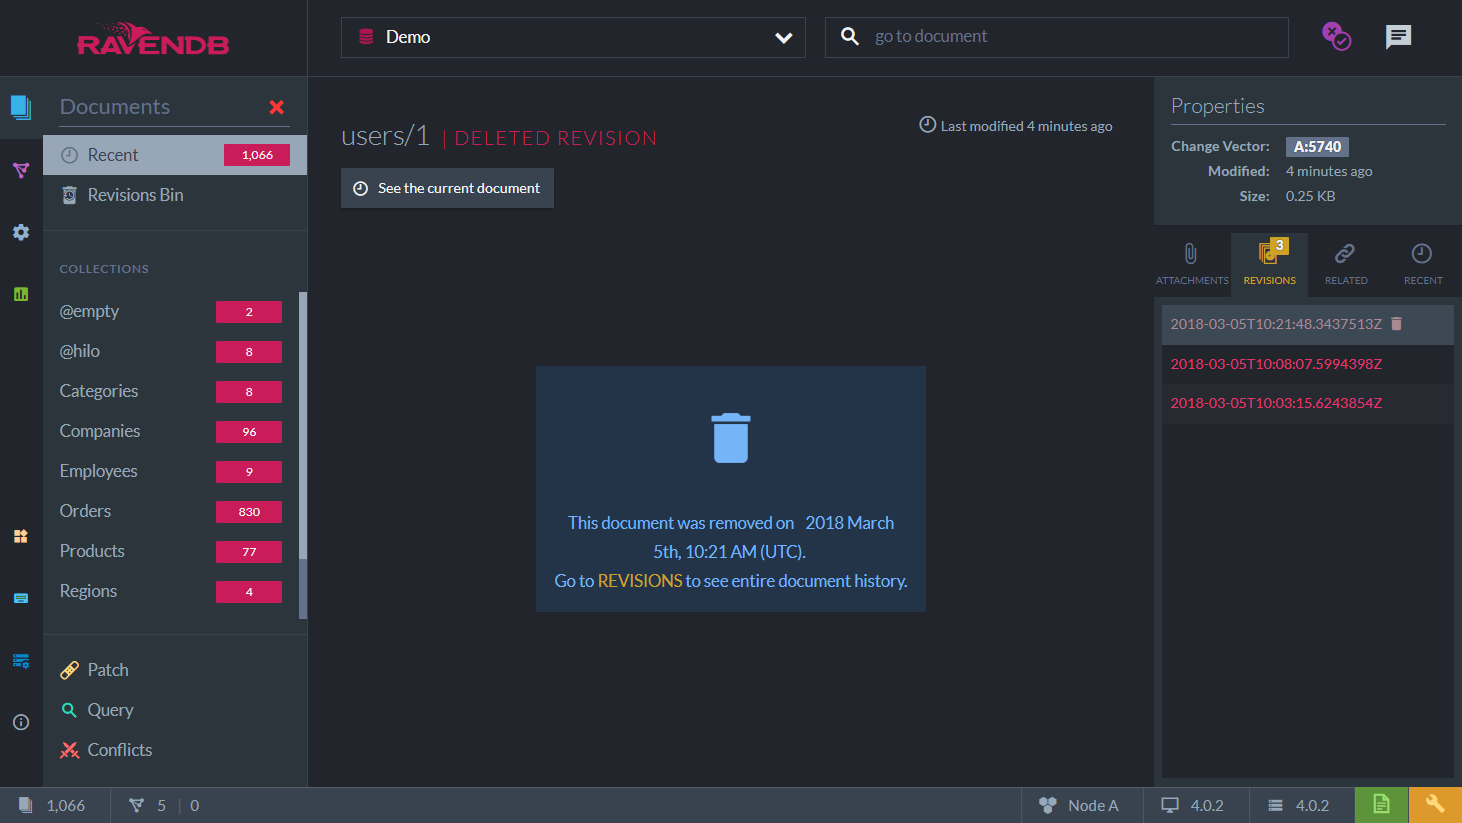 RAVENDB
Demo
go to document
Documents
Recent 1,066
Revisions Bin
COLLECTIONS
@empty 2
@hilo 8
Categories 8
Companies 96
Employees 9
Orders 830
Products 77
Regions 4
Patch
Query
Conflicts
users/1 | DELETED REVISION
Last modified 4 minutes ago
See the current document
This document was removed on 2018 March
5th, 10:21 AM (UTC).
Go to REVISIONS to see entire document history.
Properties
Change Vector: A:5740
Modified: 4 minutes ago
Size: 0.25 KB
3
ATTACHMENTS REVISIONS RELATED RECENT
2018-03-05T10:21:48.3437513Z
2018-03-05T10:08:07.5994398Z
2018-03-05T10:03:15.6243854Z
1,066 5 | 0 Node A 4.0.2 4.0.2